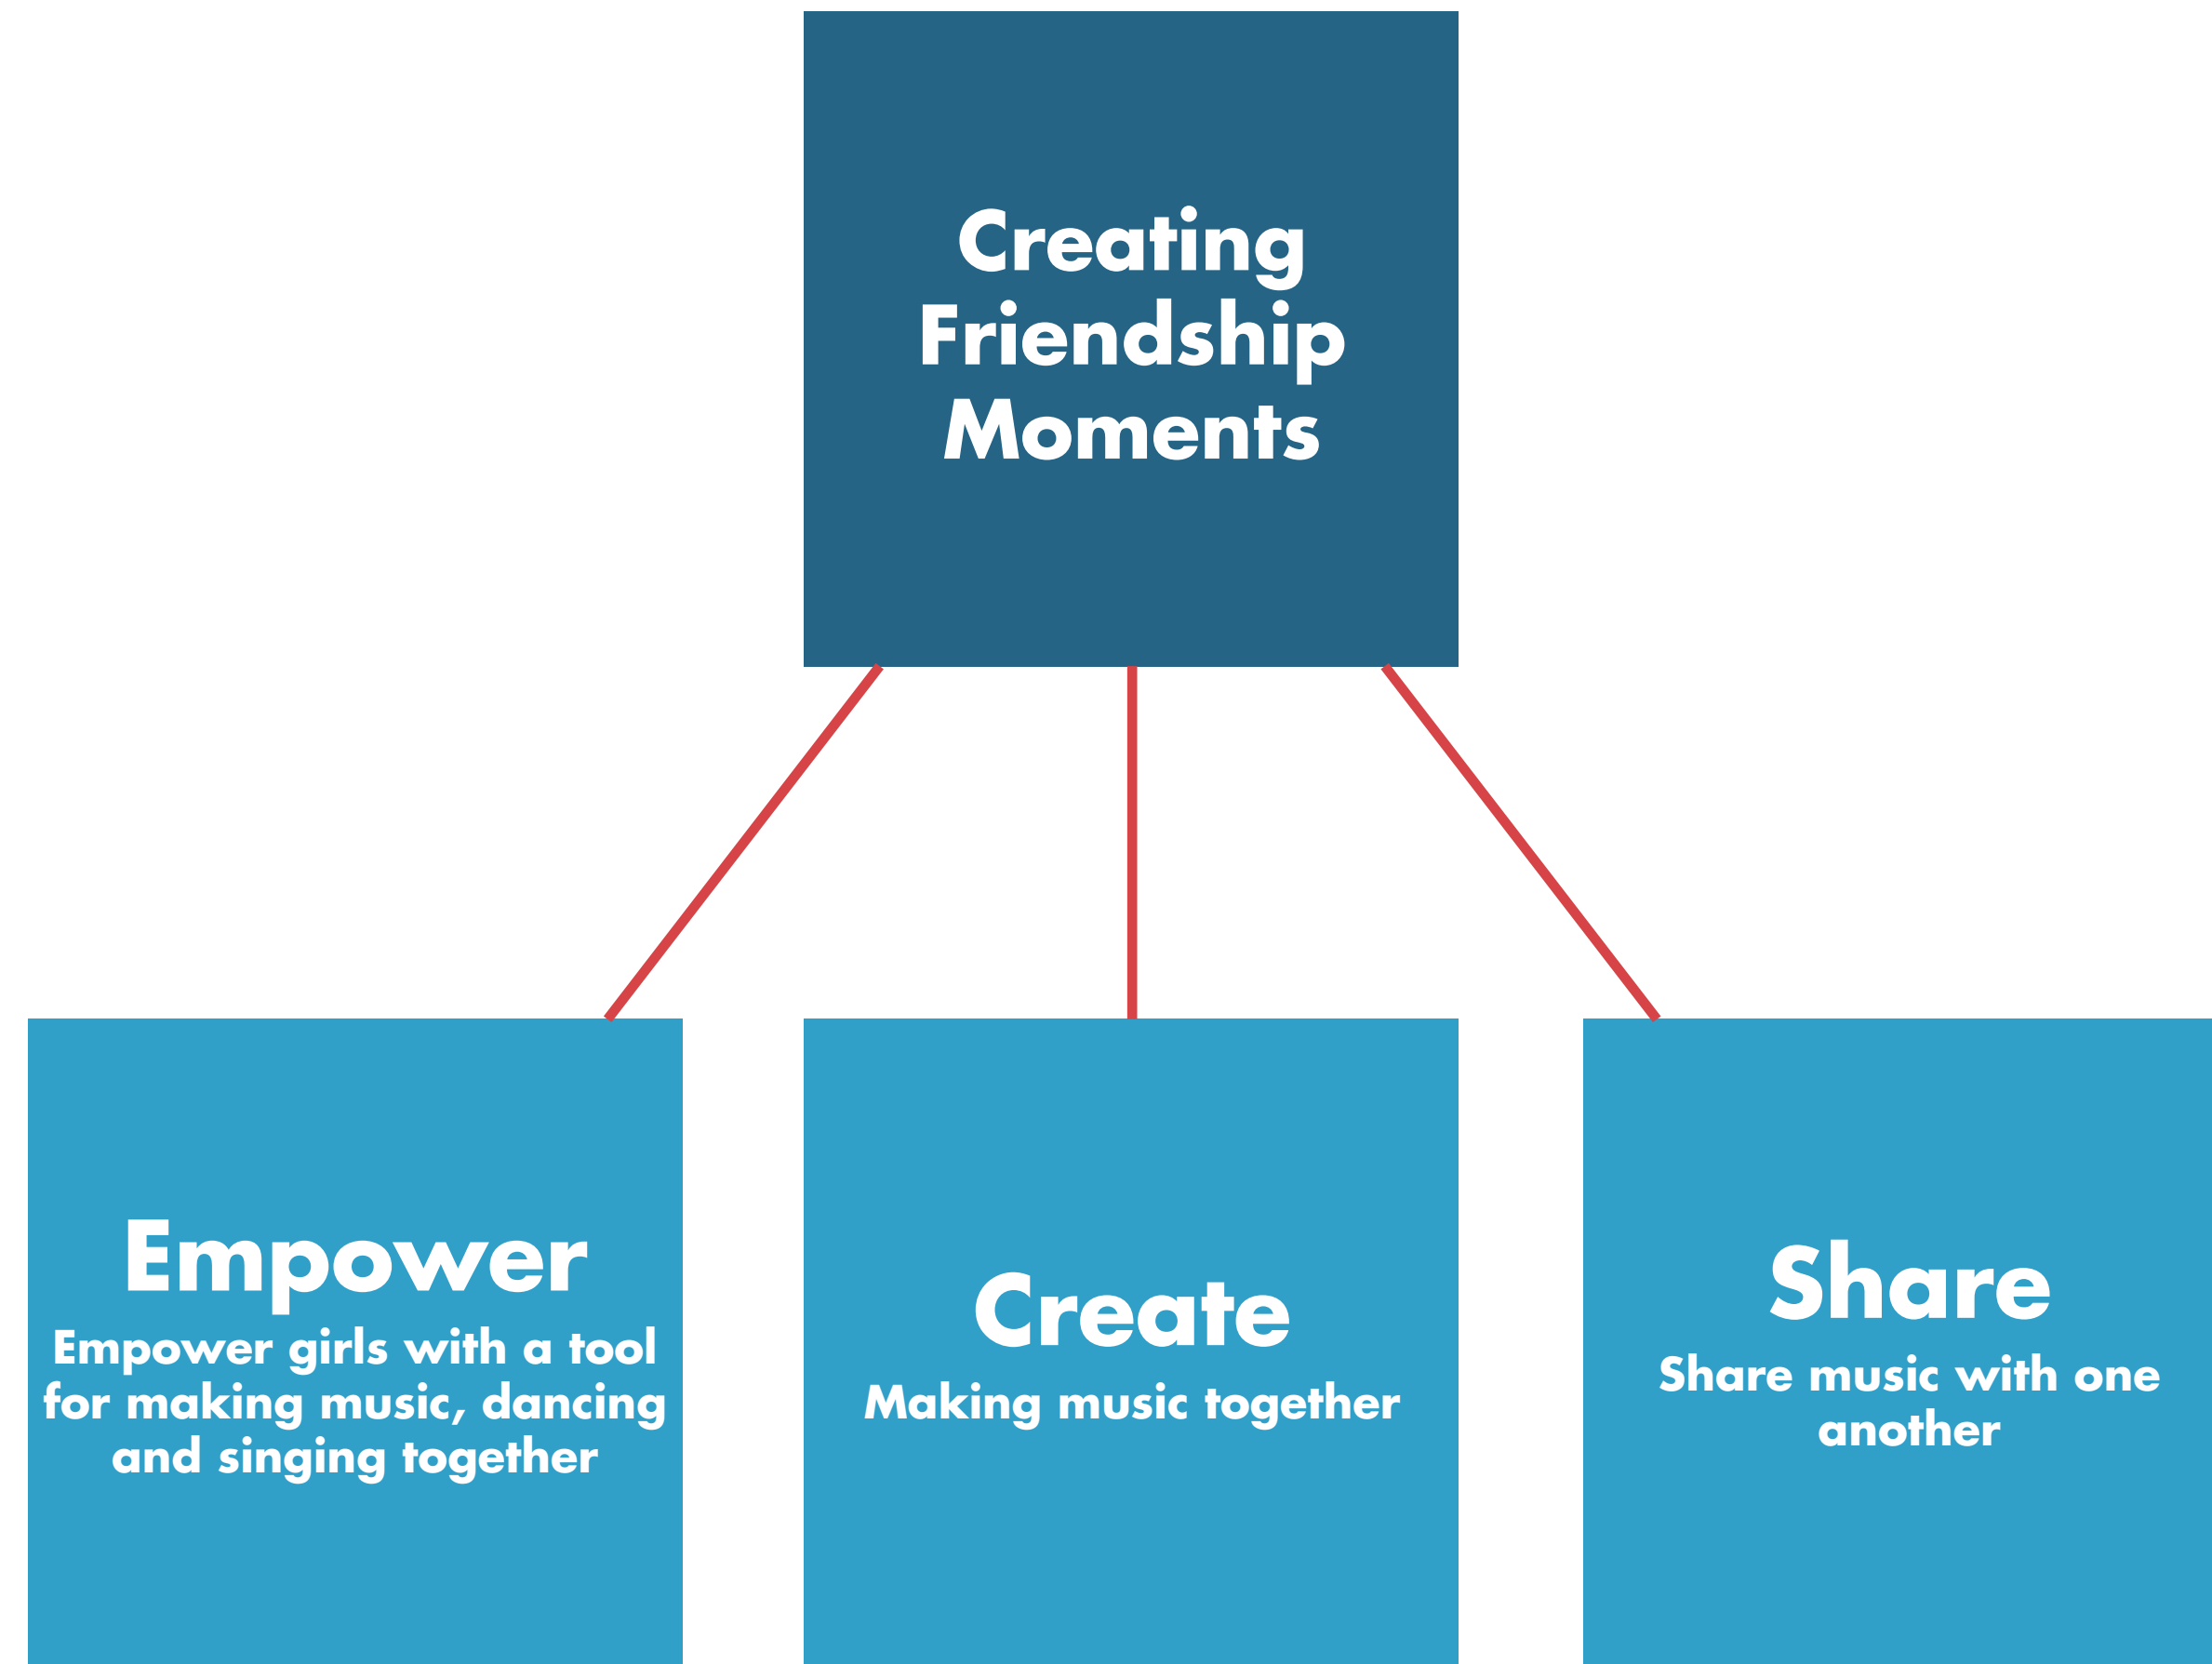 Creating
Friendship
Moments
Empower
Empower girls with a tool
for making music, dancing
and singing together
Create
Making music together
Share
Share music with one
another